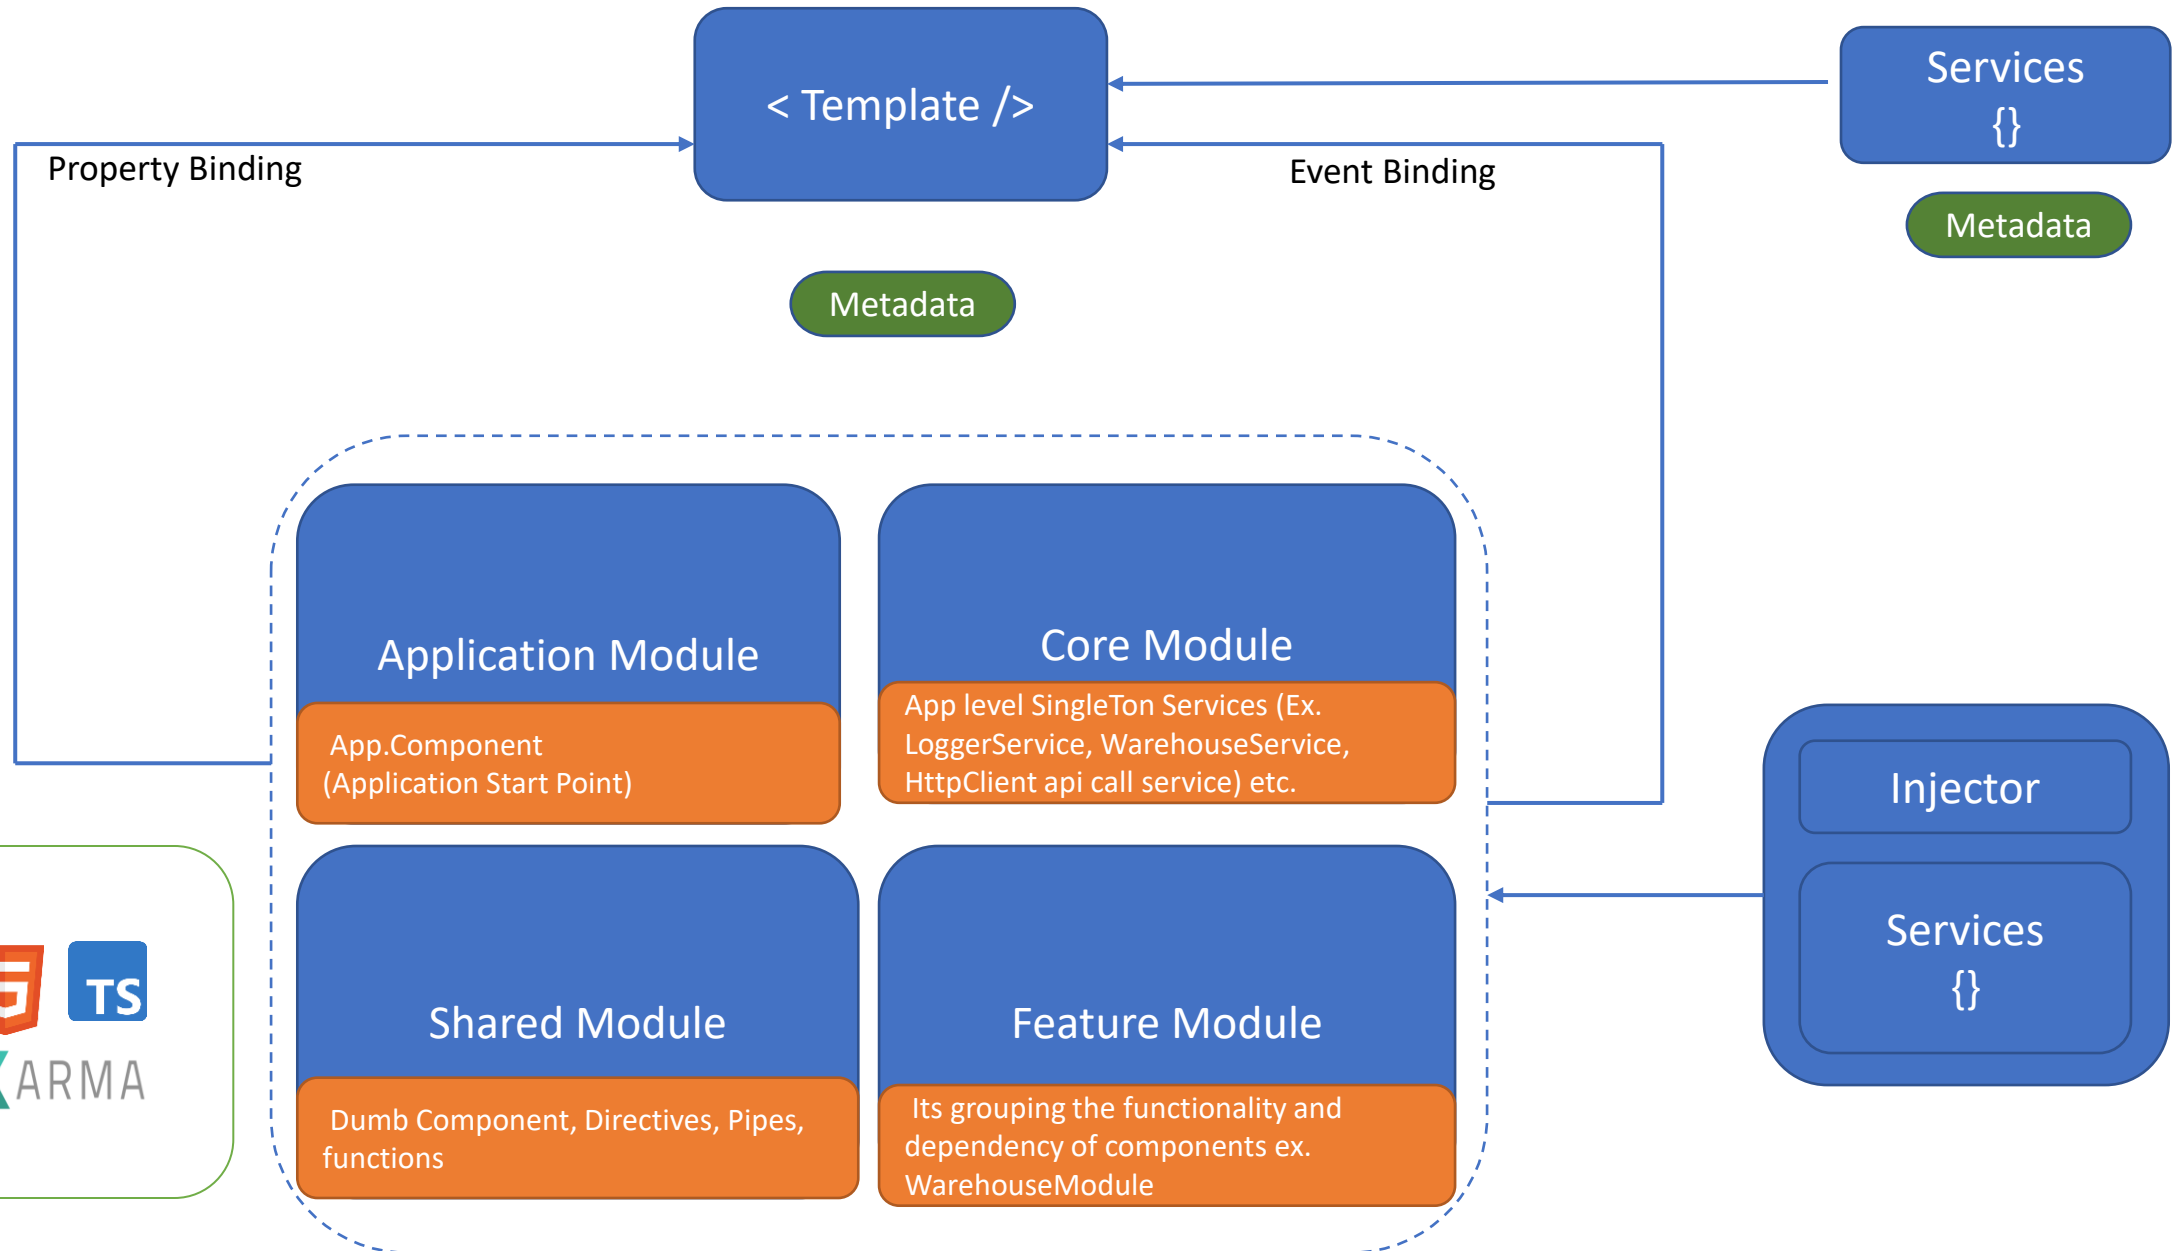 < Template />
Services
{}
Property Binding
Event Binding
Metadata
Metadata
Application Module
App.Component
(Application Start Point)
Core Module
App level SingleTon Services (Ex.
LoggerService, WarehouseService,
HttpClient api call service) etc.
Injector
Services
{}
TS
ARMA
Shared Module
Dumb Component, Directives, Pipes,
functions
Feature Module
Its grouping the functionality and
dependency of components ex.
WarehouseModule